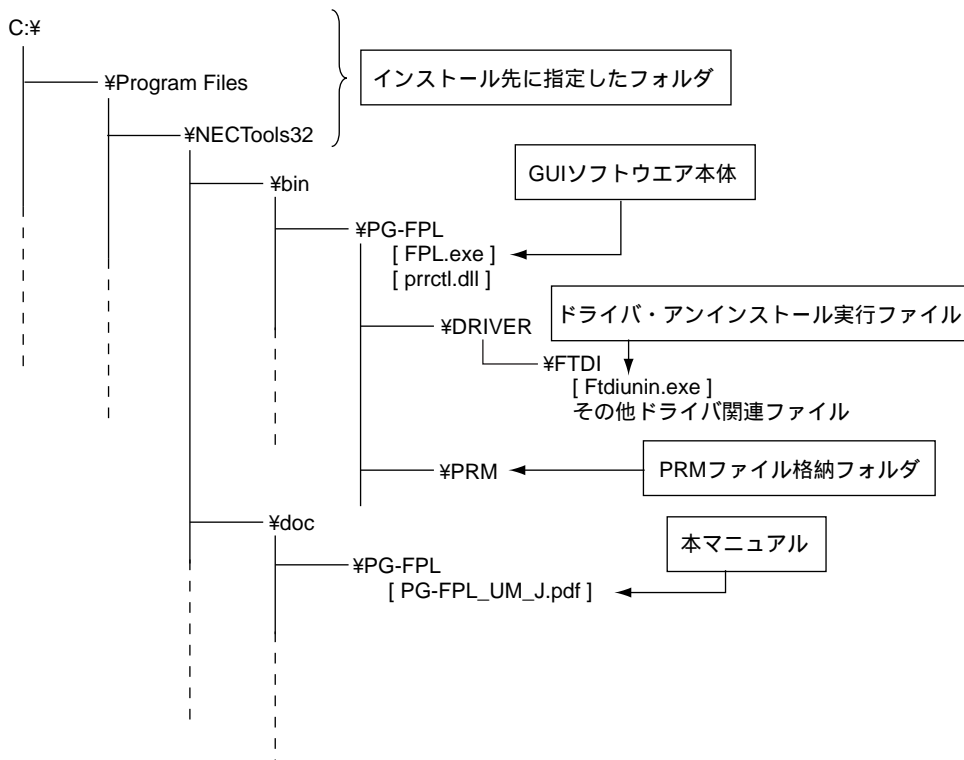 C:¥
¥Program Files
インストール先に指定したフォルダ
¥NECTools32
¥bin
GUIソフトウエア本体
¥PG-FPL
[ FPL.exe ]
[ prrctl.dll ]
ドライバ・アンインストール実行ファイル
¥DRIVER
¥FTDI
[ Ftdiunin.exe ]
その他ドライバ関連ファイル
¥PRM
PRMファイル格納フォルダ
¥doc
本マニュアル
¥PG-FPL
[ PG-FPL_UM_J.pdf ]